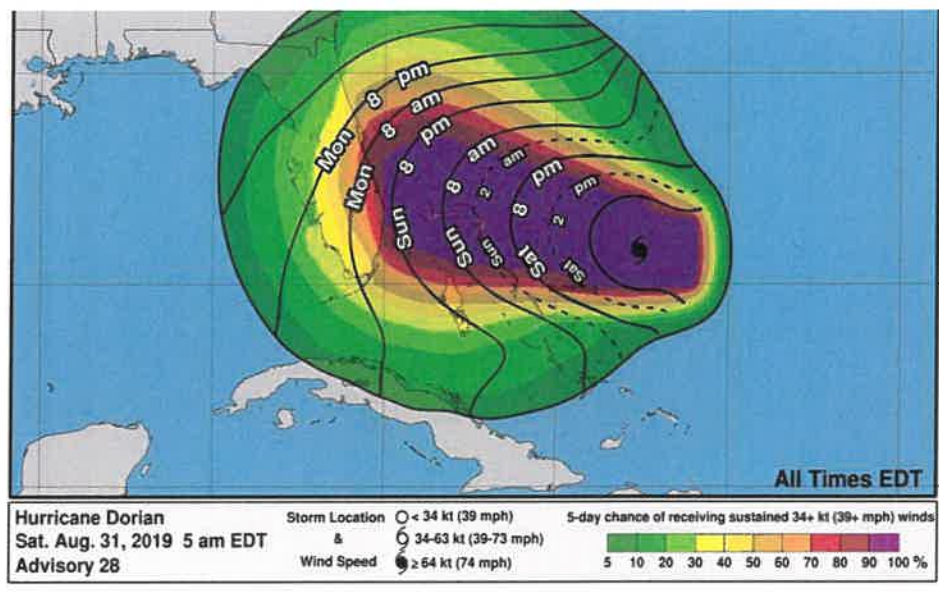 Mon 8 pm
Mon 8 am
Sun 8 pm
Sun 8 am
Sun 2 am
Sat 8 pm
Sat 2 pm
All Times EDT
Hurricane Dorian
Sat. Aug. 31, 2019 5 am EDT
Advisory 28
Storm Location
&
Wind Speed
< 34 kt (39 mph)
34-63 kt (39-73 mph)
≥ 64 kt (74 mph)
5-day chance of receiving sustained 34+ kt (39+ mph) winds
5 10 20 30 40 50 60 70 80 90 100 %